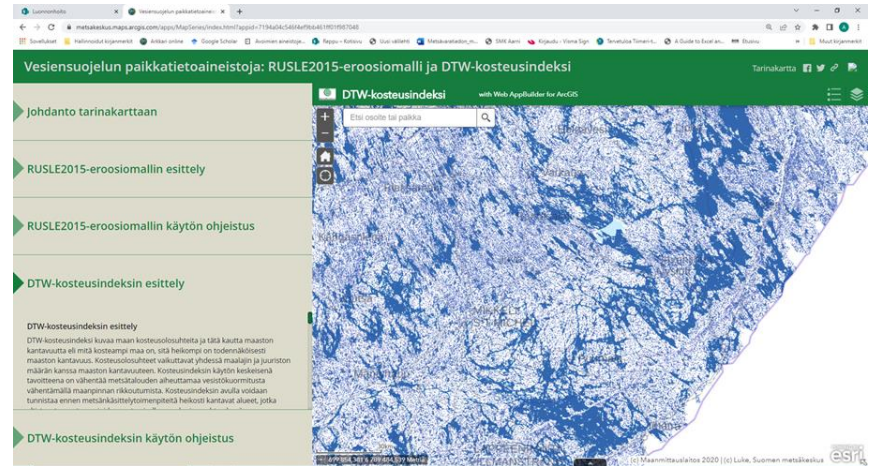 Luonnonhoito
Vesiensuojelun paikkatietoaineis
metsakeskus.maps.arcgis.com/apps/MapSeries/index.html?appid=
Sovellukset
Hallinnoidut kirjanmerkit
Arkkari online
Google Scholar
Avoimien aineistoje...
Reppu – Kotisivu
Uusi välilehti
Metsävaratiedon_m...
SMK Aarni
Kirjaudu : Visma Sign
Tervetuloa Timeri-t...
A Guide to Excel an...
Etusivu
Muut kirjanmerkit
Vesiensuojelun paikkatietoaineistoja: RUSLE2015-eroosiomalli ja DTW-kosteusindeksi
Tarinakartta
Johdanto tarinakarttaan
RUSLE2015-eroosiomallin esittely
RUSLE2015-eroosiomallin käytön ohjeistus
DTW-kosteusindeksin esittely
DTW-kosteusindeksin esittely
DTW-kosteusindeksi kuvaa maan kosteusolosuhteita ja tätä kautta maaston
kantavuutta eli mitä kosteampi maa on, sitä heikompi on todennäköisesti
maaston kantavuus. Kosteusolosuhteet vaikuttavat yhdessä maalajin ja juuriston
määrän kanssa maaston kantavuuteen. Kosteusindeksin käytön keskeisenä
tavoitteena on vähentää metsätalouden aiheuttamaa vesistökuormitusta
vähentämällä maanpinnan rikkoutumista. Kosteusindeksin avulla voidaan
tunnistaa ennen metsänkäsittelytoimenpiteitä heikosti kantavat alueet, jotka
DTW-kosteusindeksin käytön ohjeistus
DTW-kosteusindeksi
with Web AppBuilder for ArcGIS
Etsi osoite tai paikka
MIKKELI
(c) Maanmittauslaitos 2020 | (c) Luke, Suomen metsäkeskus
esri